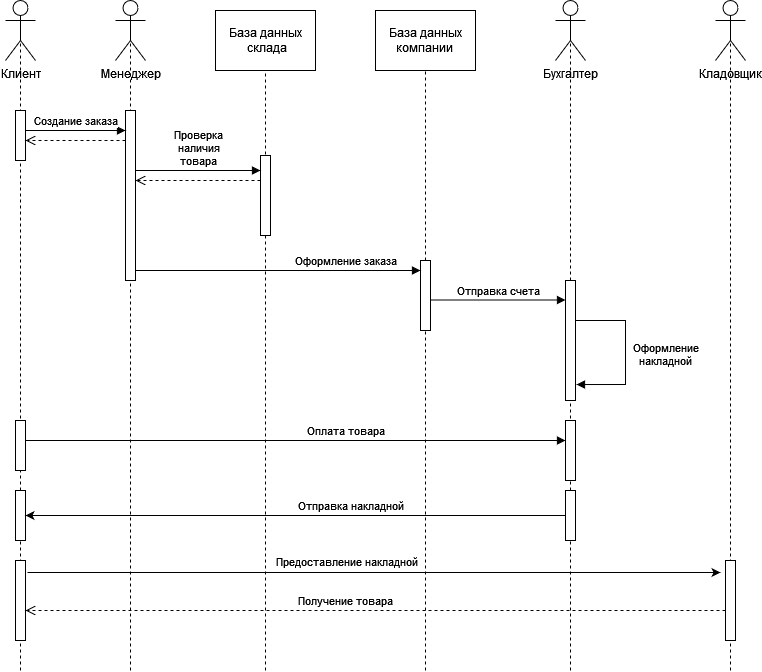 База данных
склада
База данных
компании
Клиент
Менеджер
Бухгалтер
Кладовщик
Создание заказа
Проверка
наличия
товара
Оформление заказа
Отправка счета
Оформление
накладной
Оплата товара
Отправка накладной
Предоставление накладной
Получение товара